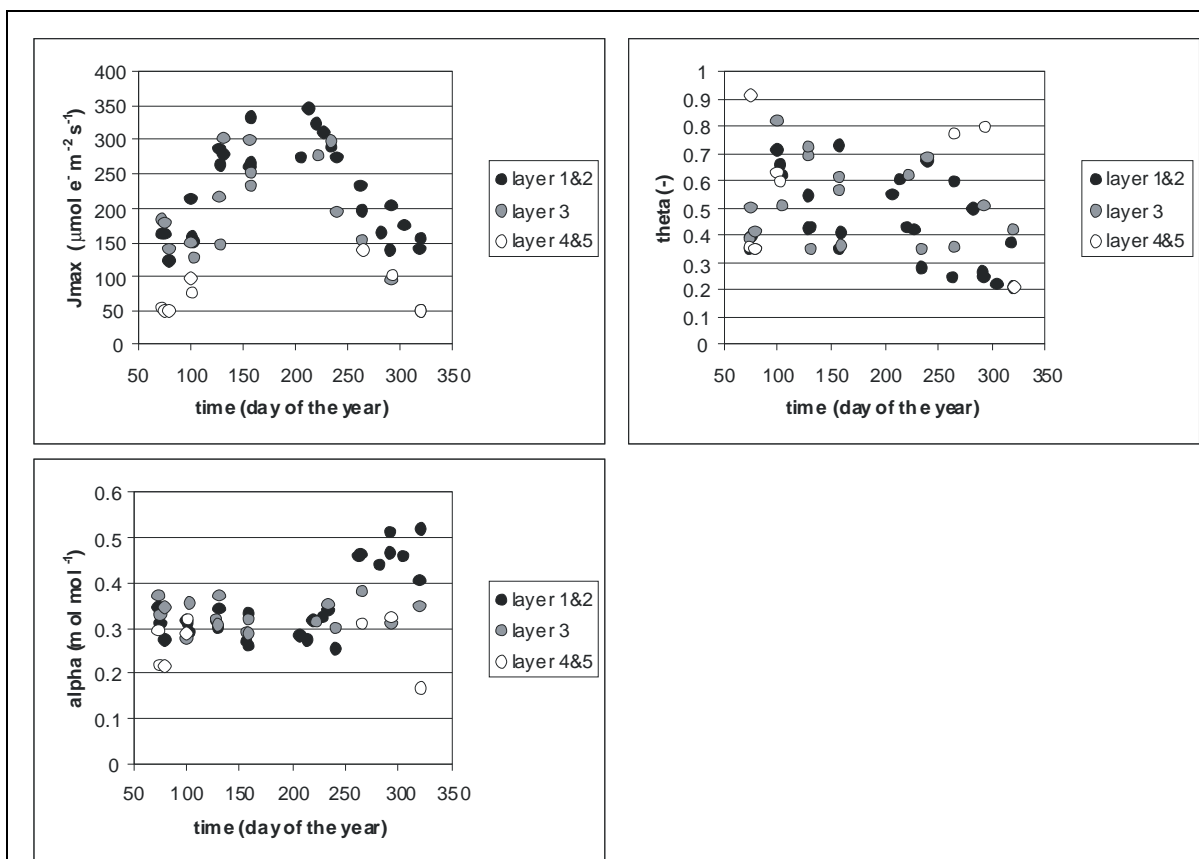 400
350
300
250
200
150
100
50
0
Jmax (μmol e⁻ m⁻² s⁻¹)
50 100 150 200 250 300 350
time (day of the year)
layer 1&2
layer 3
layer 4&5
1
0.9
0.8
0.7
0.6
0.5
0.4
0.3
0.2
0.1
0
theta (-)
50 100 150 200 250 300 350
time (day of the year)
layer 1&2
layer 3
layer 4&5
0.6
0.5
0.4
0.3
0.2
0.1
0
alpha (mol mol⁻¹)
50 100 150 200 250 300 350
time (day of the year)
layer 1&2
layer 3
layer 4&5